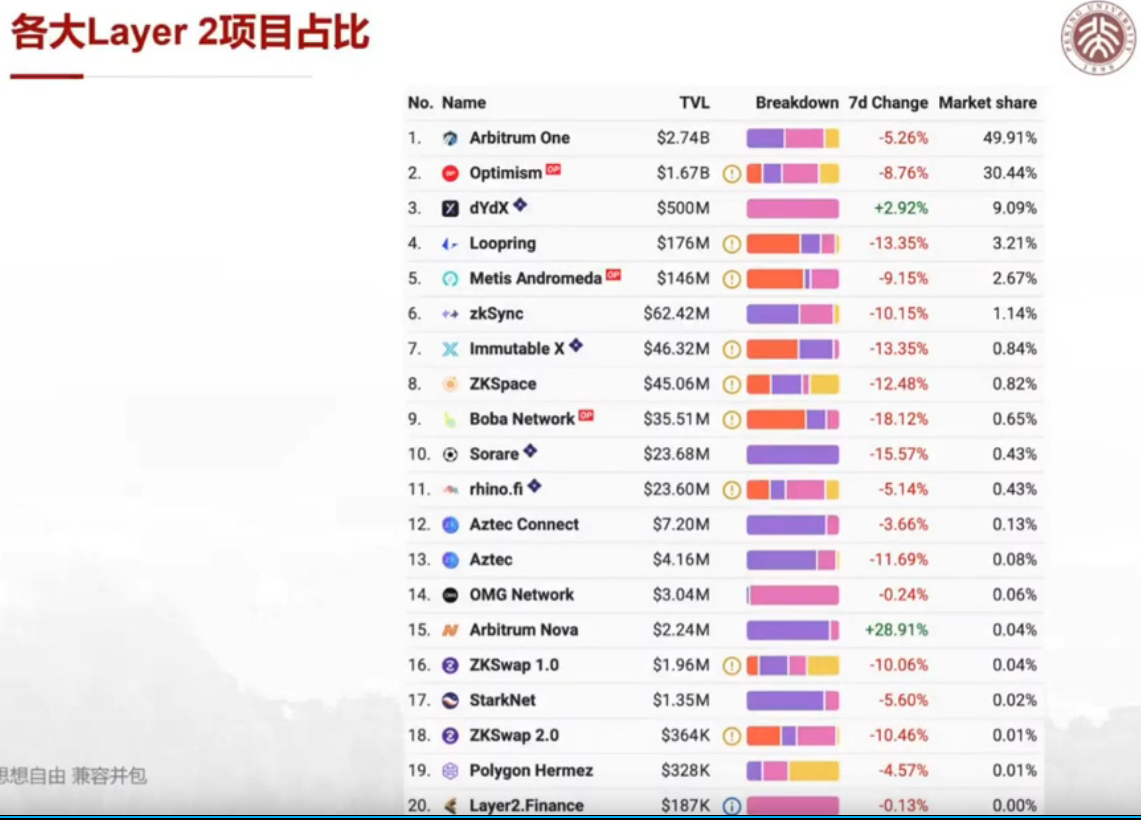 各大Layer 2项目占比
PEKING UNIVERSITY
1898
No. Name TVL Breakdown 7d Change Market share
1. Arbitrum One $2.74B -5.26% 49.91%
2. Optimism OP $1.67B -8.76% 30.44%
3. dYdX $500M +2.92% 9.09%
4. Loopring $176M -13.35% 3.21%
5. Metis Andromeda OP $146M -9.15% 2.67%
6. zkSync $62.42M -10.15% 1.14%
7. Immutable X $46.32M -13.35% 0.84%
8. ZKSpace $45.06M -12.48% 0.82%
9. Boba Network OP $35.51M -18.12% 0.65%
10. Sorare $23.68M -15.57% 0.43%
11. rhino.fi $23.60M -5.14% 0.43%
12. Aztec Connect $7.20M -3.66% 0.13%
13. Aztec $4.16M -11.69% 0.08%
14. OMG Network $3.04M -0.24% 0.06%
15. Arbitrum Nova $2.24M +28.91% 0.04%
16. ZKSwap 1.0 $1.96M -10.06% 0.04%
17. StarkNet $1.35M -5.60% 0.02%
18. ZKSwap 2.0 $364K -10.46% 0.01%
19. Polygon Hermez $328K -4.57% 0.01%
20. Layer2.Finance $187K -0.13% 0.00%
思想自由 兼容并包